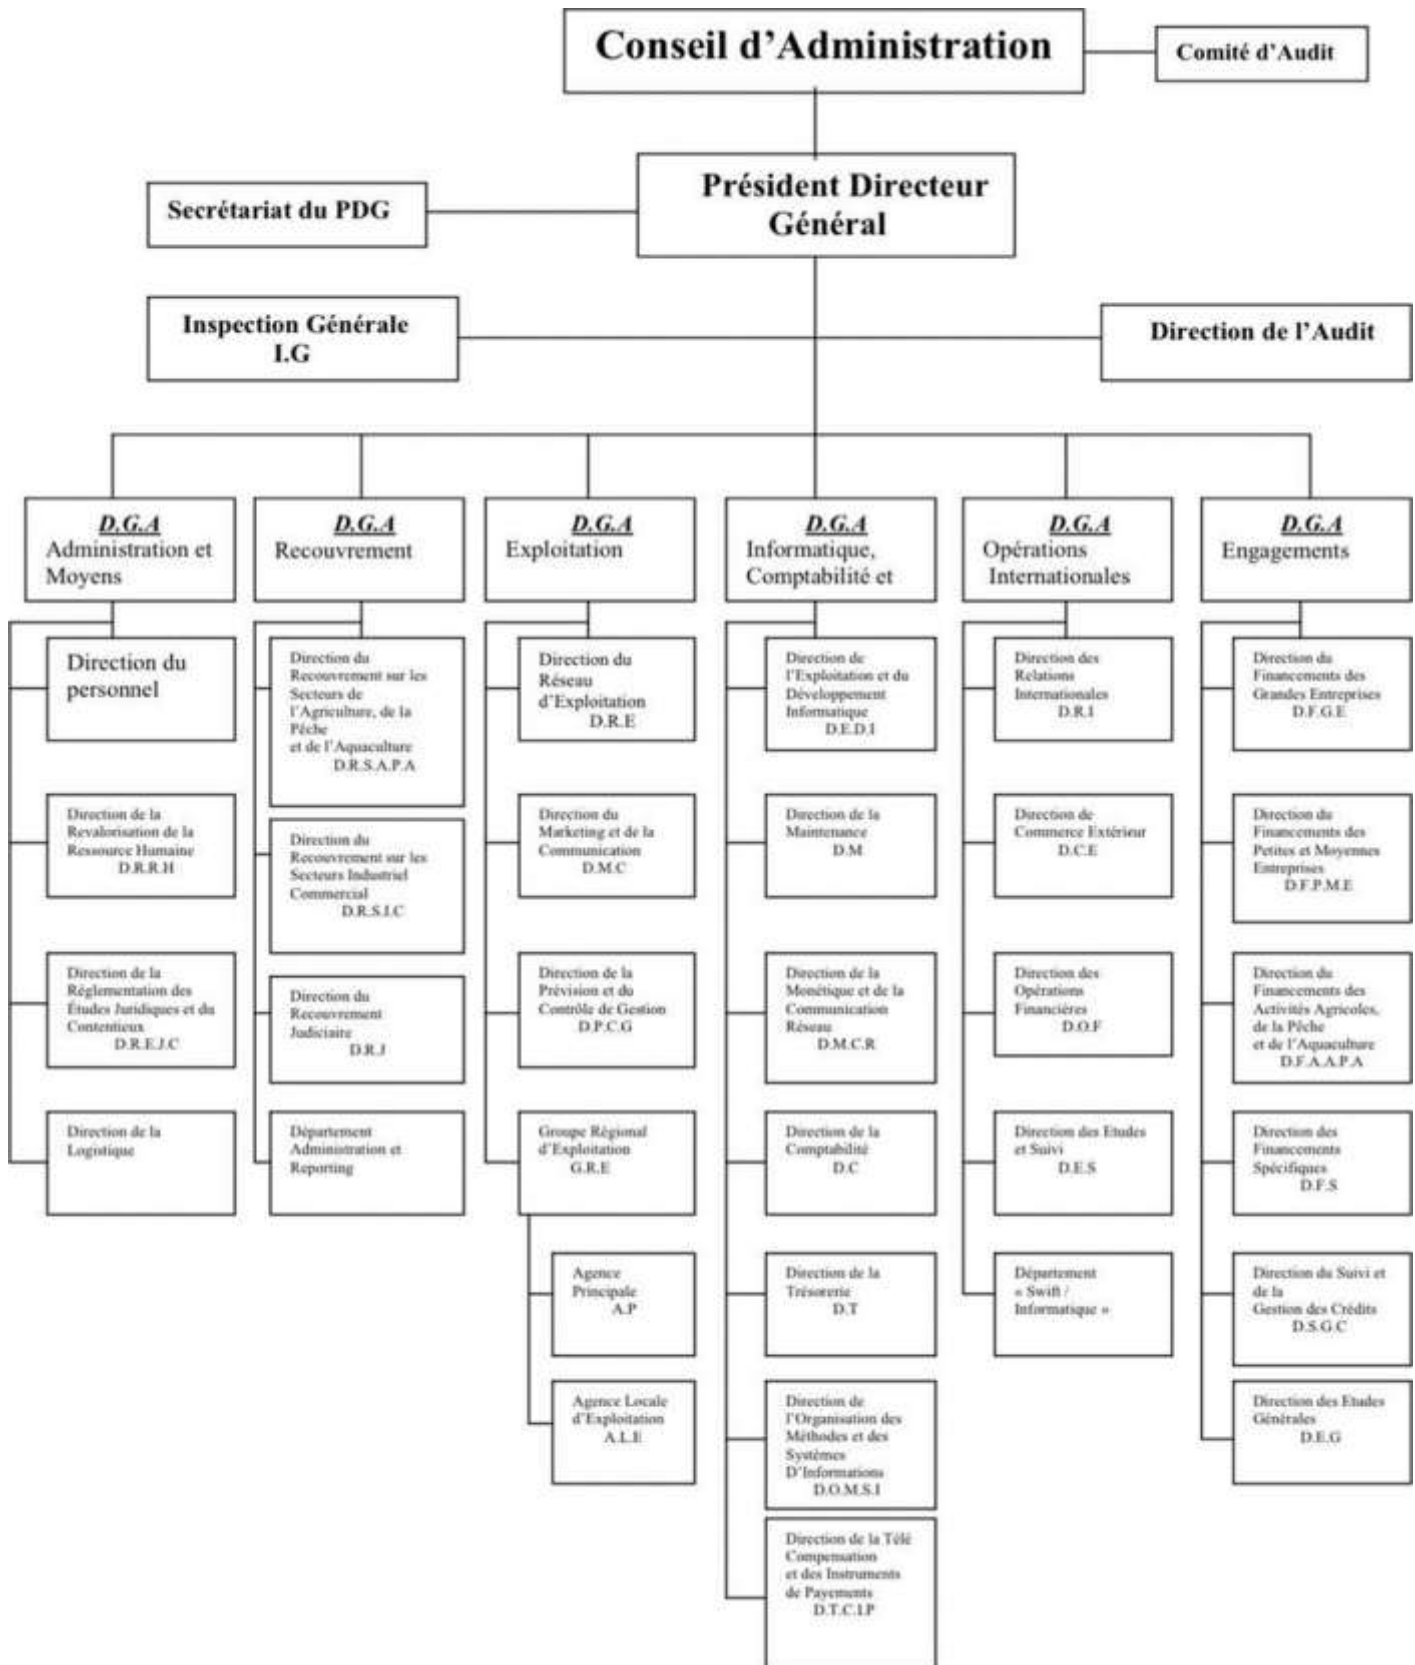 Conseil d'Administration
Comité d'Audit
Président Directeur
Général
Secrétariat du PDG
Inspection Générale
I.G
Direction de l'Audit
D.G.A
Administration et
Moyens
D.G.A
Recouvrement
D.G.A
Exploitation
D.G.A
Informatique,
Comptabilité et
D.G.A
Opérations
Internationales
D.G.A
Engagements
Direction du
personnel
Direction de la
Revalorisation de la
Ressource Humaine
D.R.R.H
Direction de la
Réglementation des
Études Juridiques et du
Contentieux
D.R.E.J.C
Direction de la
Logistique
Direction du
Recouvrement sur les
Secteurs de
l'Agriculture, de la
Pêche
et de l'Aquaculture
D.R.S.A.P.A
Direction du
Recouvrement sur les
Secteurs Industriel
Commercial
D.R.S.I.C
Direction du
Recouvrement
Judiciaire
D.R.J
Département
Administration et
Reporting
Direction du
Réseau
d'Exploitation
D.R.E
Direction du
Marketing et de la
Communication
D.M.C
Direction de la
Prévision et du
Contrôle de Gestion
D.P.C.G
Groupe Régional
d'Exploitation
G.R.E
Agence
Principale
A.P
Agence Locale
d'Exploitation
A.L.E
Direction de
l'Exploitation et du
Développement
Informatique
D.E.D.I
Direction de la
Maintenance
D.M
Direction de la
Monétique et de la
Communication
Réseau
D.M.C.R
Direction de la
Comptabilité
D.C
Direction de la
Trésorerie
D.T
Direction de
l'Organisation des
Méthodes et des
Systèmes
D'Informations
D.O.M.S.I
Direction de la Télé
Compensation
et des Instruments
de Payements
D.T.C.I.P
Direction des
Relations
Internationales
D.R.I
Direction de
Commerce Extérieur
D.C.E
Direction des
Opérations
Financières
D.O.F
Direction des Etudes
et Suivi
D.E.S
Département
« Swift /
Informatique »
Direction du
Financements des
Grandes Entreprises
D.F.G.E
Direction du
Financements des
Petites et Moyennes
Entreprises
D.F.P.M.E
Direction du
Financements des
Activités Agricoles,
de la Pêche
et de l'Aquaculture
D.F.A.A.P.A
Direction des
Financements
Spécifiques
D.F.S
Direction du Suivi et
de la
Gestion des Crédits
D.S.G.C
Direction des Etudes
Générales
D.E.G